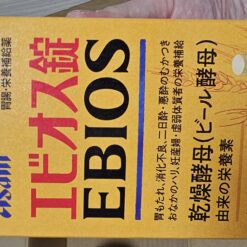 Asahi
胃腸・栄養補給薬
エビオス錠
EBIOS
胃もたれ、消化不良、二日酔・悪酔のむかつき
おなかのハリ、妊産婦・虚弱体質者の栄養補給
乾燥酵母(ビール酵母)
由来の栄養素